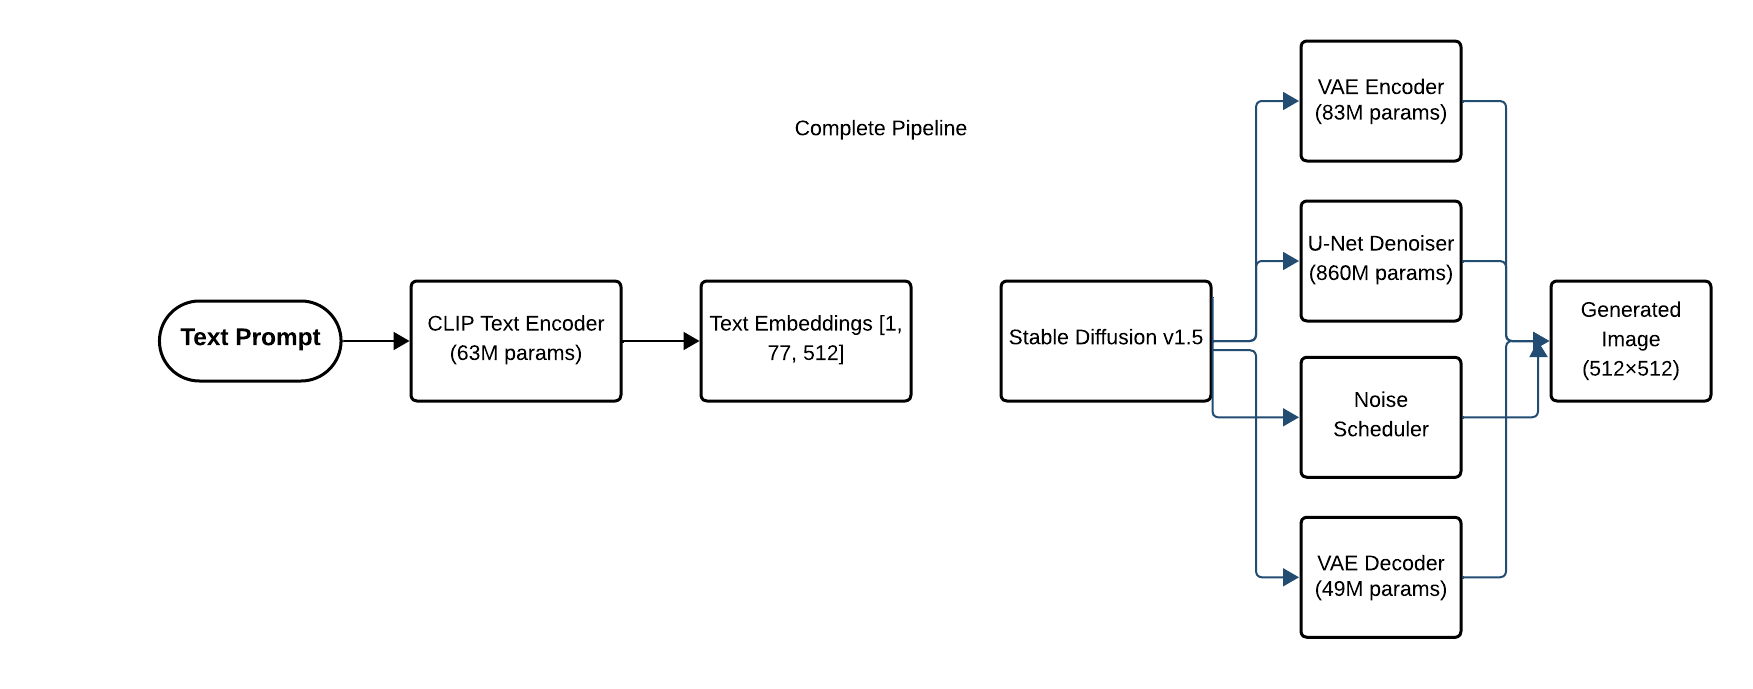 Complete Pipeline
Text Prompt
CLIP Text Encoder
(63M params)
Text Embeddings [1,
77, 512]
Stable Diffusion v1.5
VAE Encoder
(83M params)
U-Net Denoiser
(860M params)
Noise
Scheduler
VAE Decoder
(49M params)
Generated
Image
(512×512)